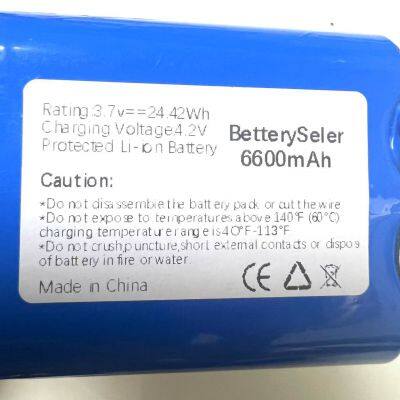 Rating:3.7v==24.42Wh
Charging Voltage:4.2V
Protected Li-ion Battery
BetterySeler
6600mAh
Caution:
*Do not disassemble the battery pack or cut the wire
*Do not expose to temperatures above 140°F (60°C)
charging temperature range is 40°F-113°F
*Do not crush,puncture,short external contacts or dispos
of battery in fire or water.
Made in China
CE